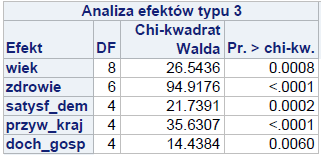 Analiza efektów typu 3
Efekt DF Chi-kwadrat Walda Pr. > chi-kw.
wiek 8 26.5436 0.0008
zdrowie 6 94.9176 <.0001
satysf_dem 4 21.7391 0.0002
przyw_kraj 4 35.6307 <.0001
doch_gosp 4 14.4384 0.0060